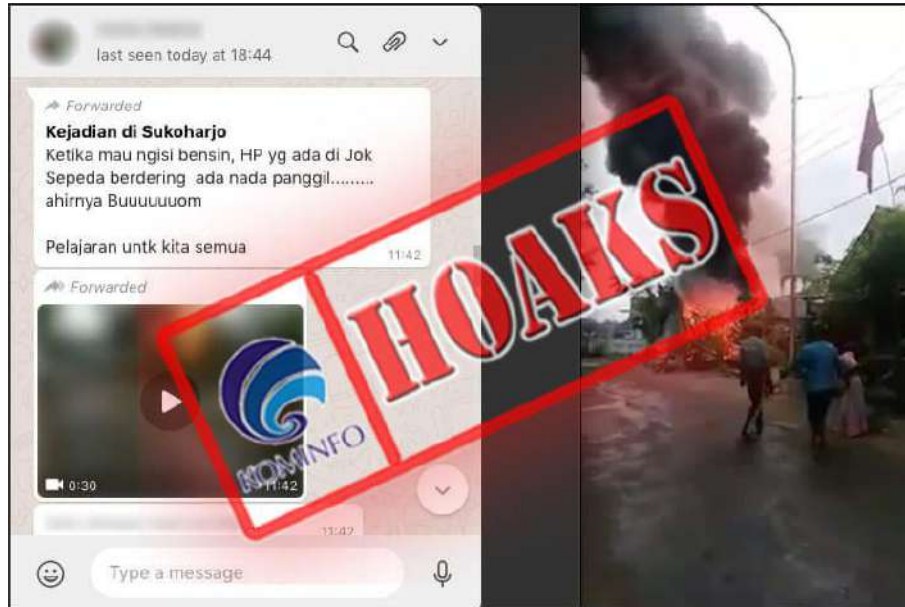 last seen today at 18:44
Forwarded
Kejadian di Sukoharjo
Ketika mau ngisi bensin, HP yg ada di Jok
Sepeda berdering ada nada panggil.........
ahirnya Buuuuuuom
Pelajaran untk kita semua
11:42
Forwarded
0:30
11:42
11:42
Type a message
KOMINFO
HOAKS